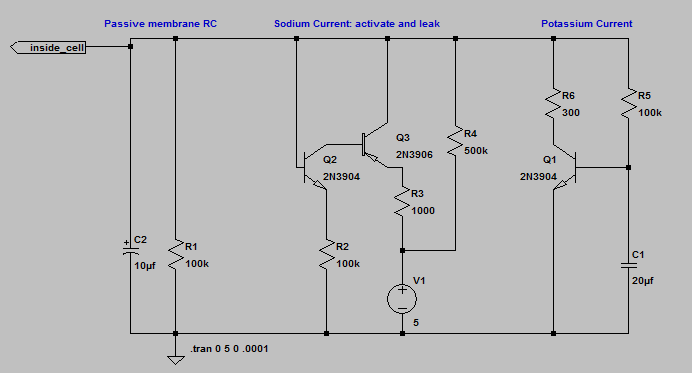 Passive membrane RC
Sodium Current: activate and leak
Potassium Current
inside_cell
R6
300
R5
100k
Q3
2N3906
R4
500k
Q2
2N3904
Q1
2N3904
R3
1000
C2
10µf
R1
100k
R2
100k
C1
20µf
V1
5
.tran 0 5 0 .0001